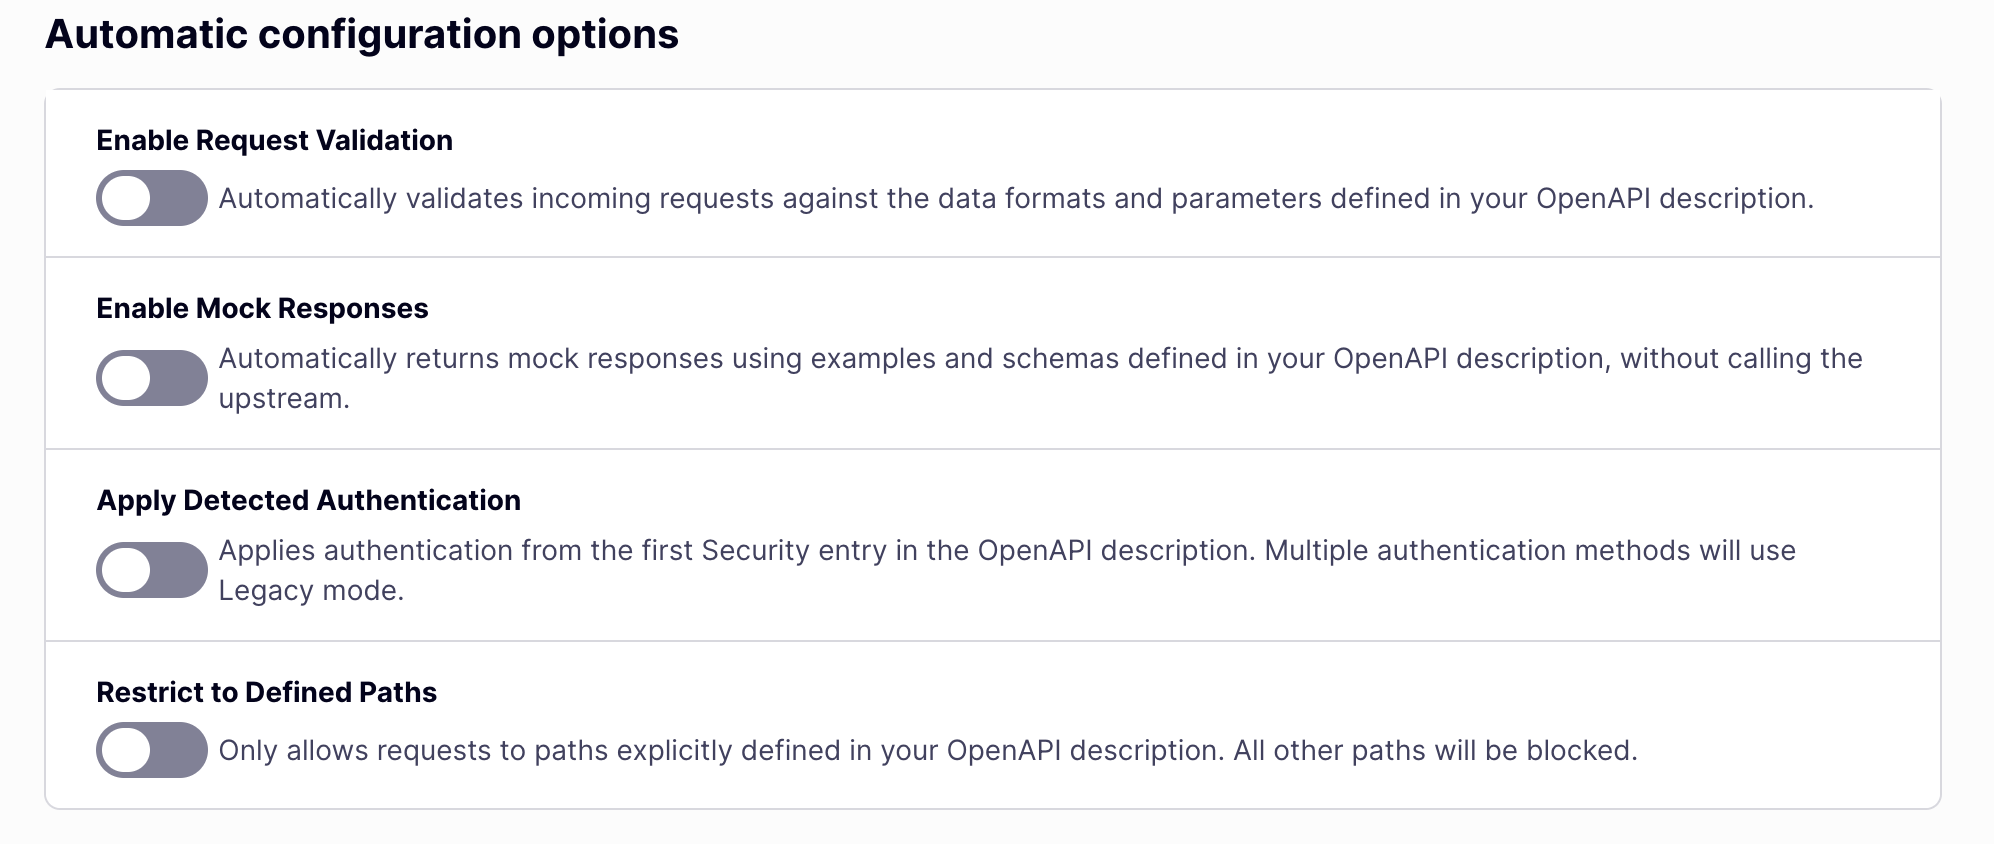 Automatic configuration options
Enable Request Validation
Automatically validates incoming requests against the data formats and parameters defined in your OpenAPI description.
Enable Mock Responses
Automatically returns mock responses using examples and schemas defined in your OpenAPI description, without calling the
upstream.
Apply Detected Authentication
Applies authentication from the first Security entry in the OpenAPI description. Multiple authentication methods will use
Legacy mode.
Restrict to Defined Paths
Only allows requests to paths explicitly defined in your OpenAPI description. All other paths will be blocked.